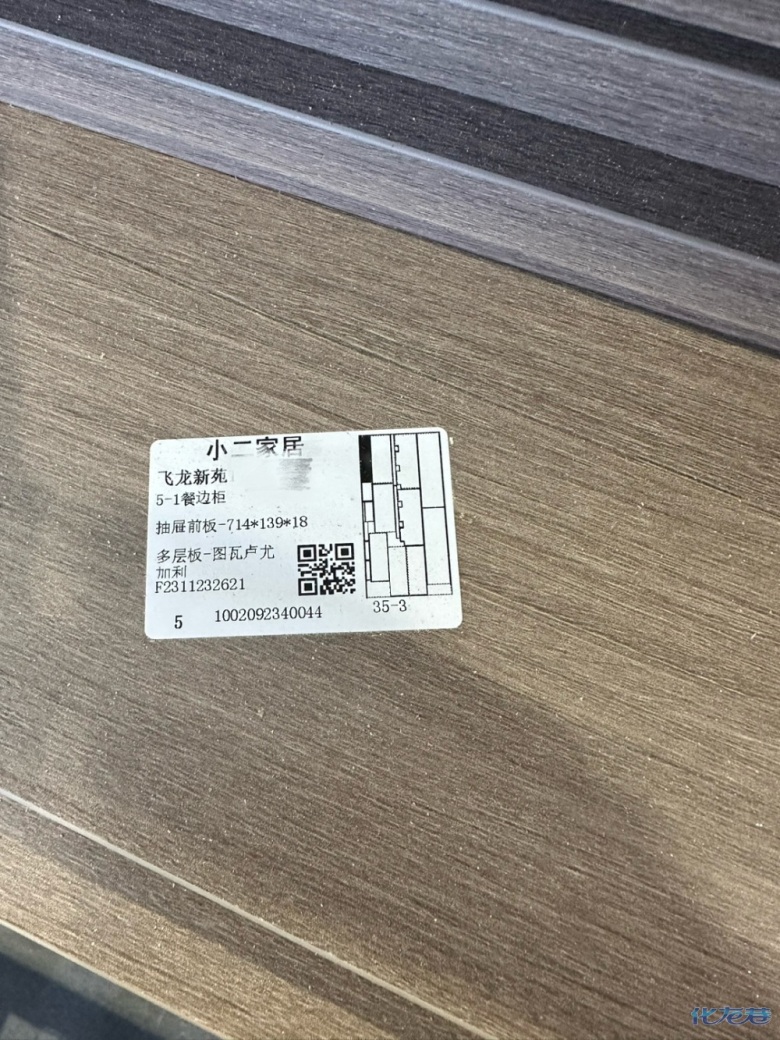 小二家居
飞龙新苑
5-1餐边柜
抽屉前板-714*139*18
多层板-图瓦卢尤
加利
F2311232621
5 1002092340044
35-3
化龙巷